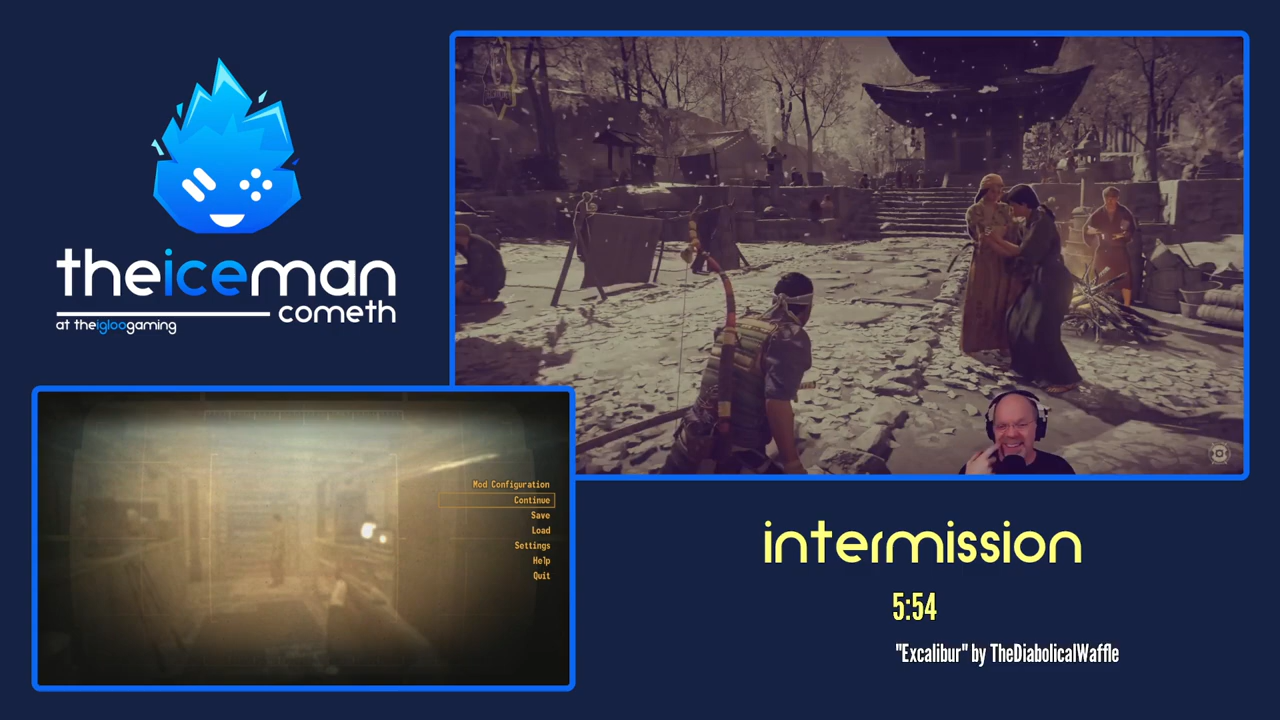 theiceman
cometh
at theigloogaming
Mod Configuration
Continue
Save
Load
Settings
Help
Quit
intermission
5:54
"Excalibur" by TheDiabolicalWaffle